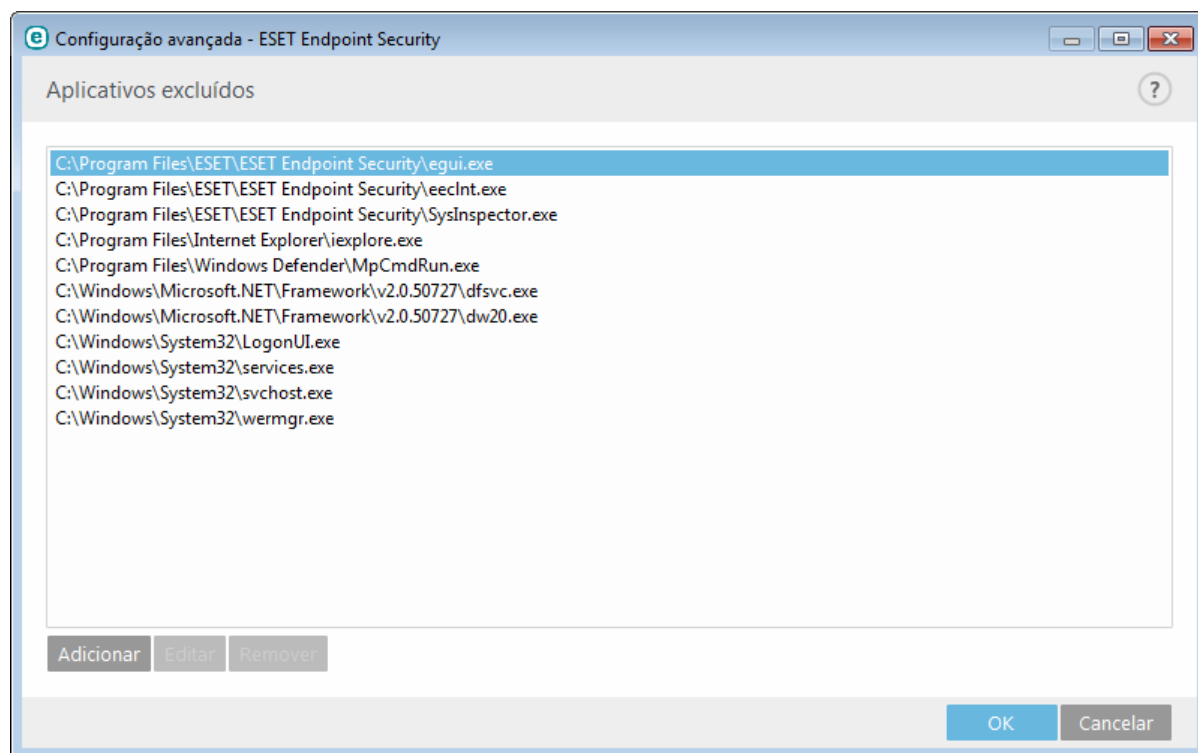 Configuração avançada - ESET Endpoint Security
Aplicativos excluídos
?
C:\Program Files\ESET\ESET Endpoint Security\egui.exe
C:\Program Files\ESET\ESET Endpoint Security\eeclnt.exe
C:\Program Files\ESET\ESET Endpoint Security\SysInspector.exe
C:\Program Files\Internet Explorer\iexplore.exe
C:\Program Files\Windows Defender\MpCmdRun.exe
C:\Windows\Microsoft.NET\Framework\v2.0.50727\dfsvc.exe
C:\Windows\Microsoft.NET\Framework\v2.0.50727\dw20.exe
C:\Windows\System32\LogonUI.exe
C:\Windows\System32\services.exe
C:\Windows\System32\svchost.exe
C:\Windows\System32\wermgr.exe
Adicionar Editar Remover
OK Cancelar